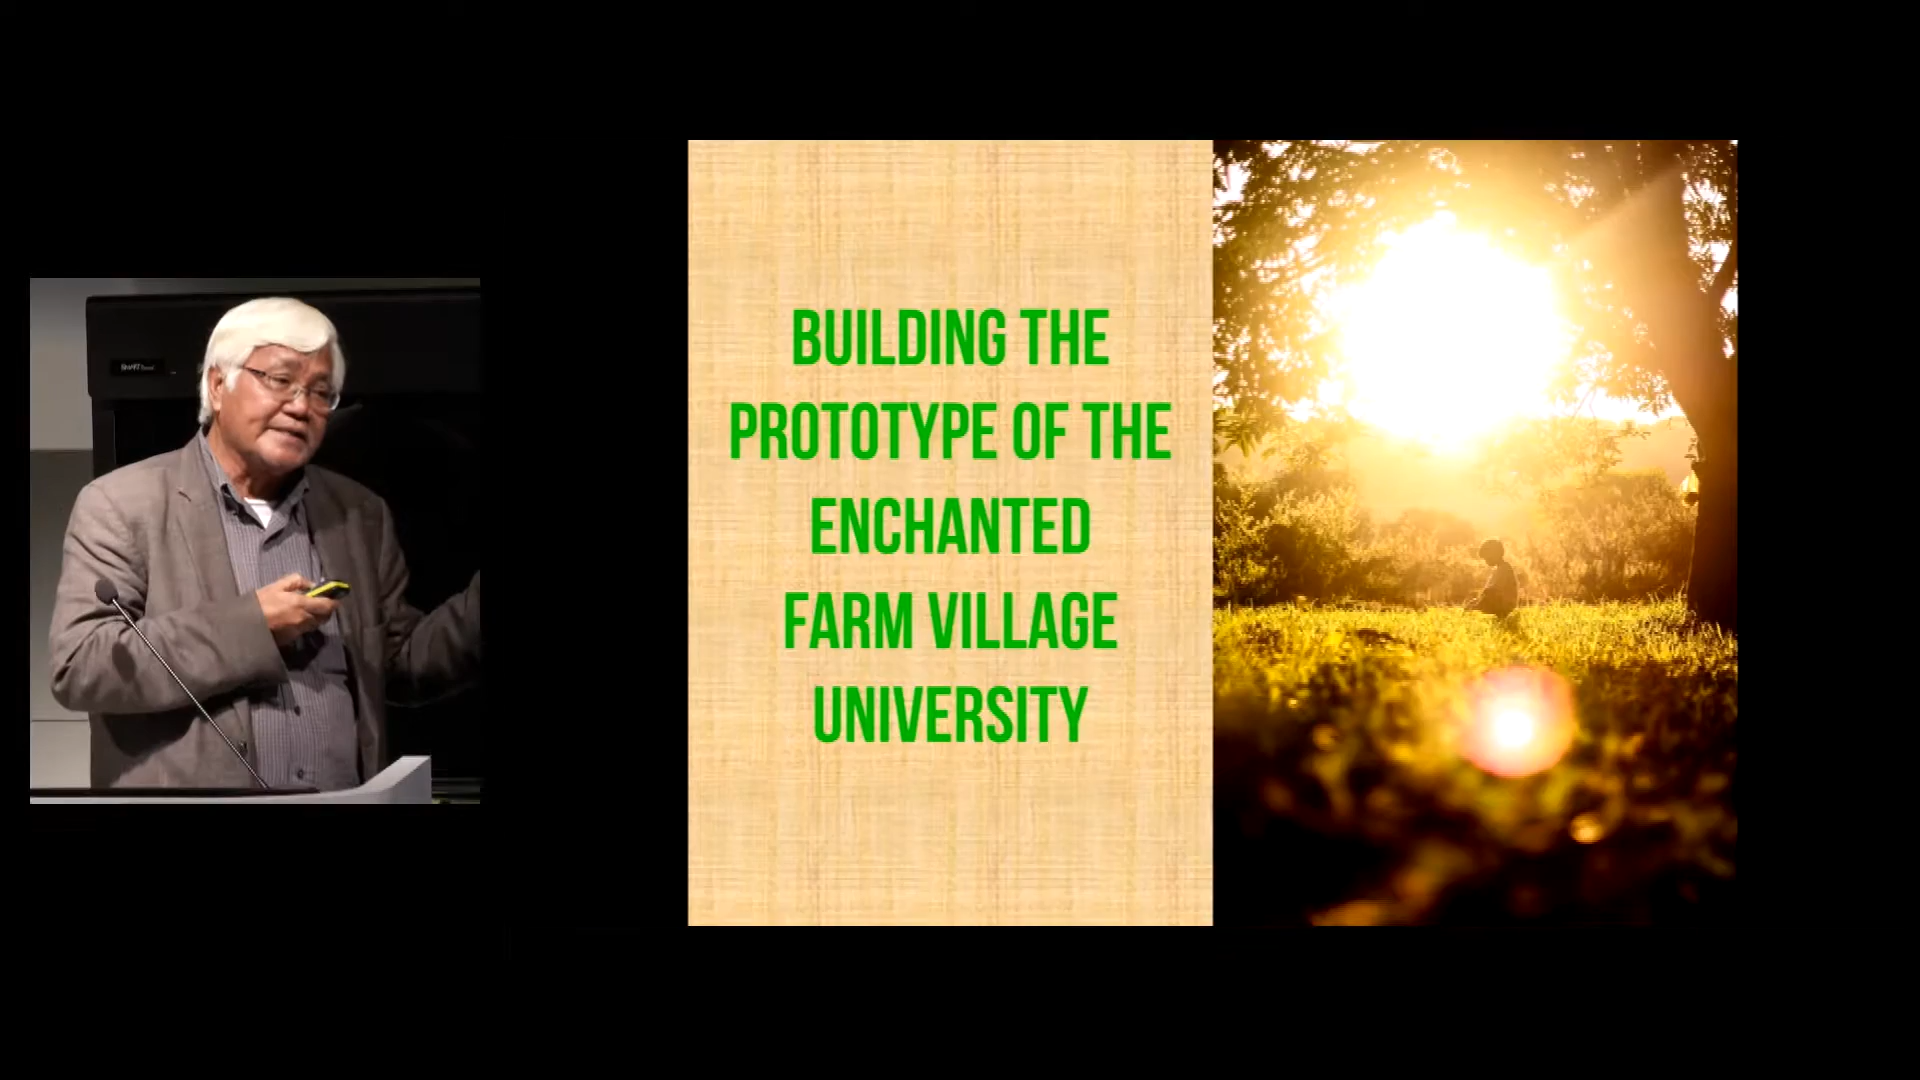 BUILDING THE
PROTOTYPE OF THE
ENCHANTED
FARM VILLAGE
UNIVERSITY